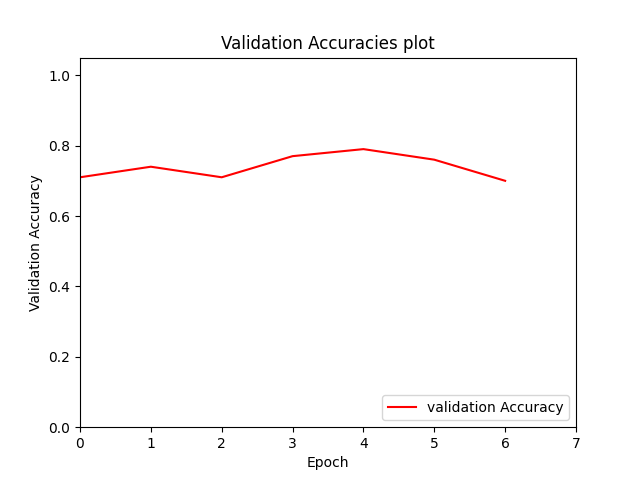 Validation Accuracies plot
1.0
0.8
0.6
0.4
0.2
0.0
Validation Accuracy
validation Accuracy
0 1 2 3 4 5 6 7
Epoch